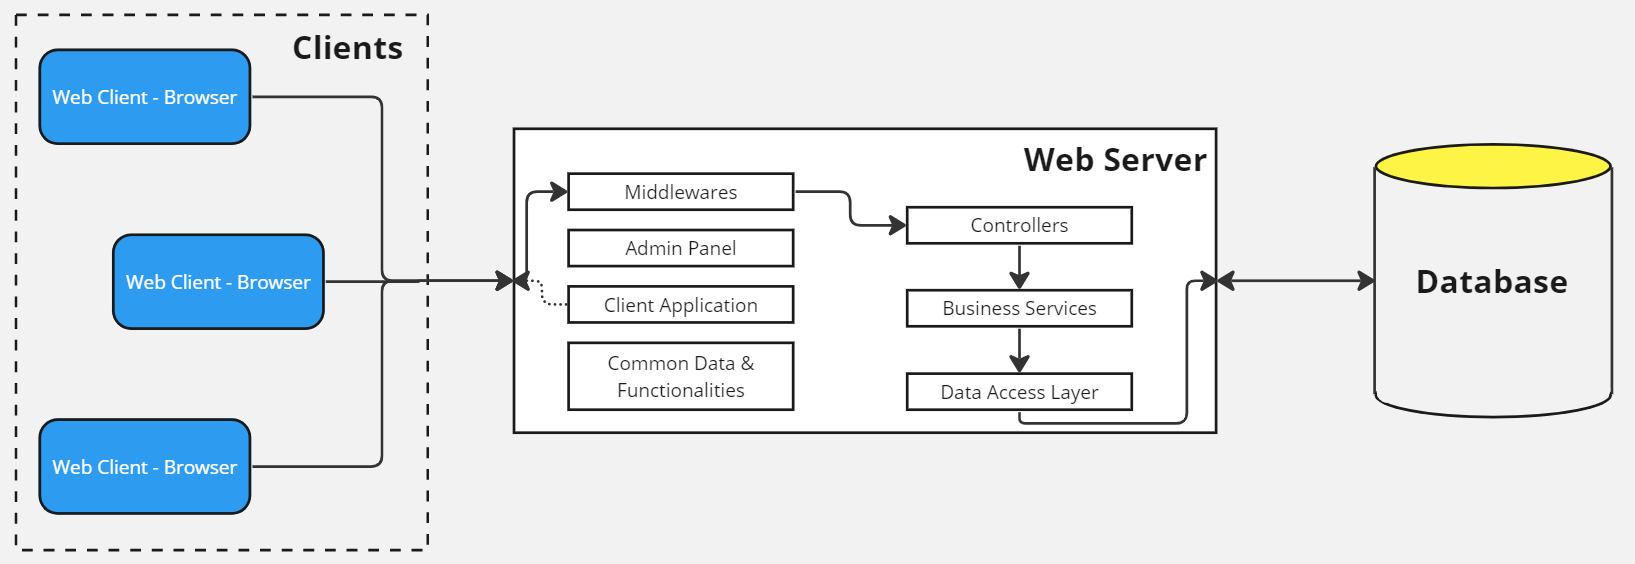 Clients
Web Client - Browser
Web Client - Browser
Web Client - Browser
Web Server
Middlewares
Admin Panel
Client Application
Common Data &
Functionalities
Controllers
Business Services
Data Access Layer
Database